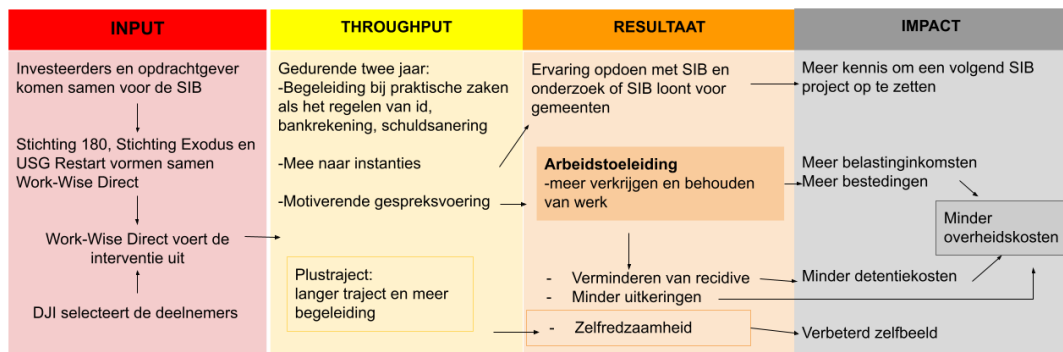 INPUT
Investeerders en opdrachtgever
komen samen voor de SIB
Stichting 180, Stichting Exodus en
USG Restart vormen samen
Work-Wise Direct
Work-Wise Direct voert de
interventie uit
DJI selecteert de deelnemers
THROUGHPUT
Gedurende twee jaar:
-Begeleiding bij praktische zaken
als het regelen van id,
bankrekening, schuldsanering
-Mee naar instanties
-Motiverende gespreksvoering
Plustraject:
langer traject en meer
begeleiding
RESULTAAT
Ervaring opdoen met SIB en
onderzoek of SIB loont voor
gemeenten
Arbeidstoeleiding
-meer verkrijgen en behouden
van werk
- Verminderen van recidive
- Minder uitkeringen
- Zelfredzaamheid
IMPACT
Meer kennis om een volgend SIB
project op te zetten
Meer belastinginkomsten
Meer bestedingen
Minder
overheidskosten
Minder detentiekosten
Verbeterd zelfbeeld